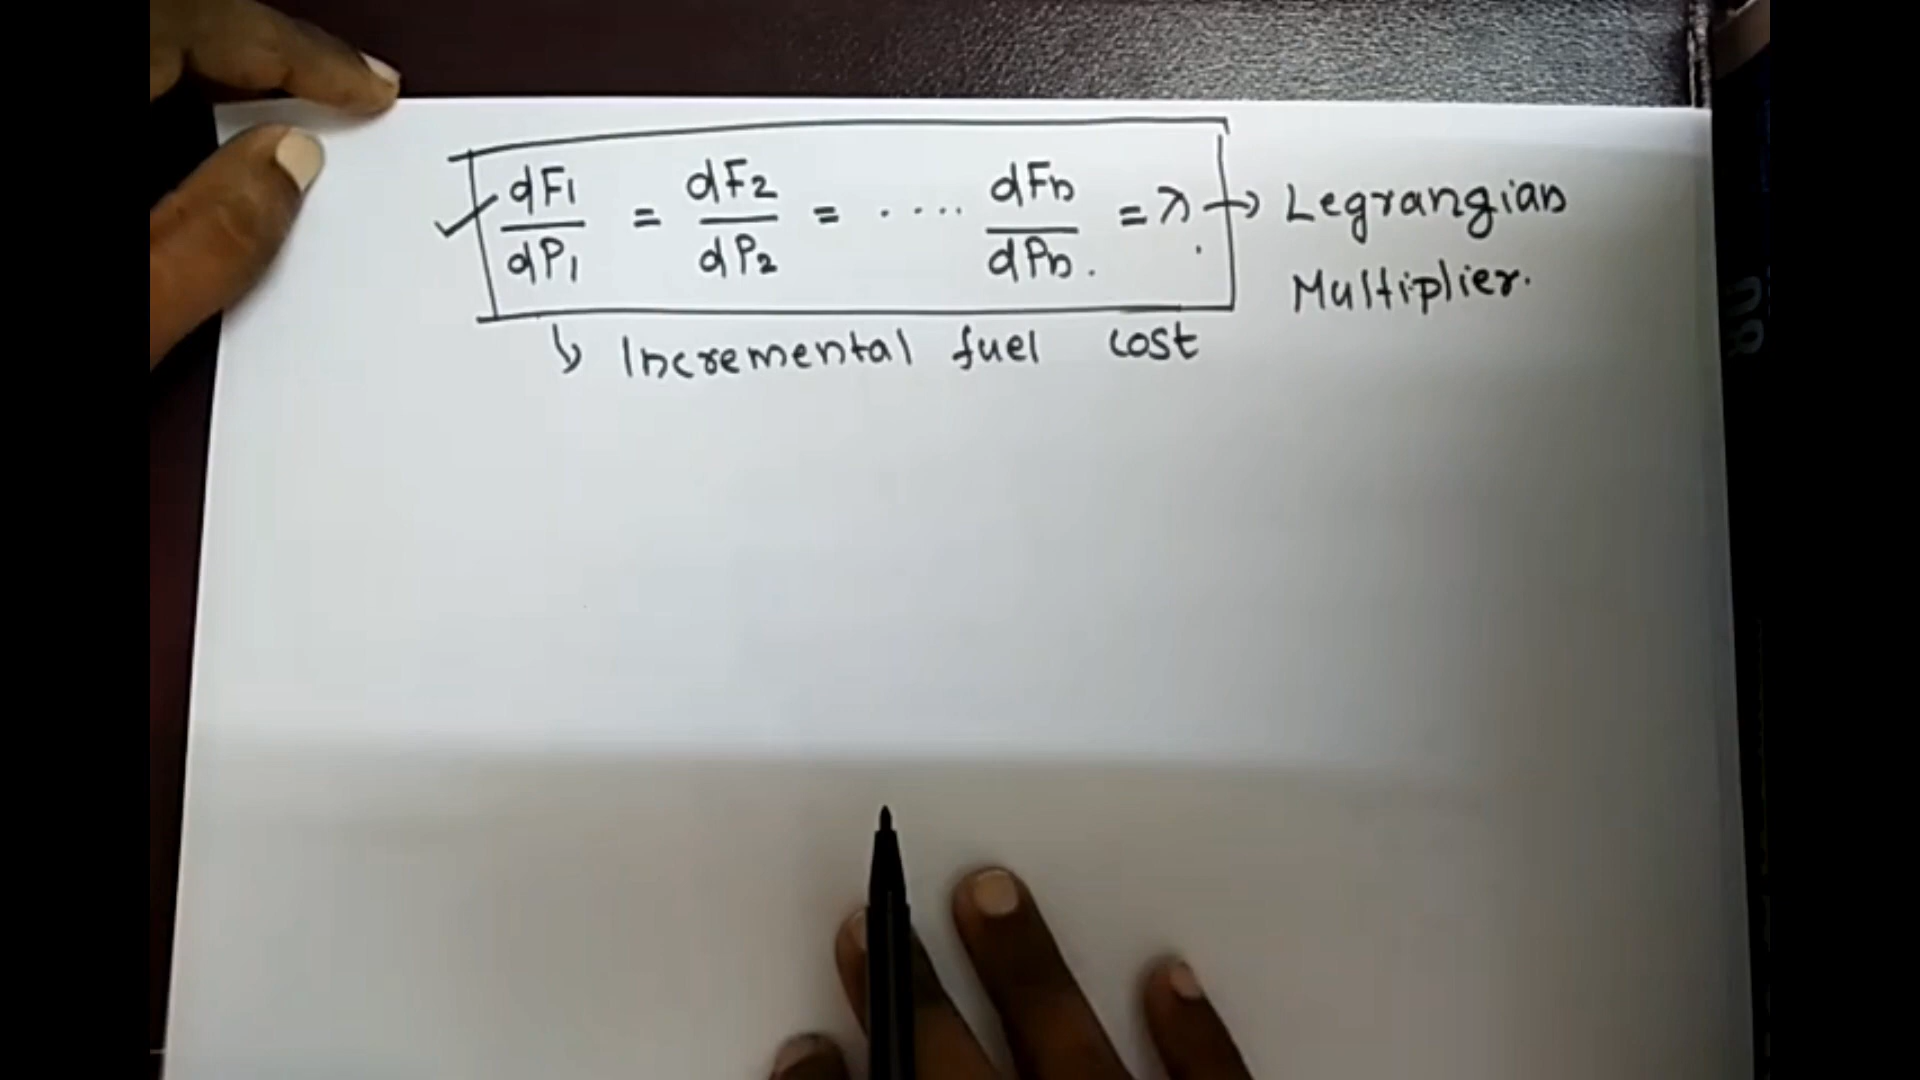 dF1/dP1 = dF2/dP2 = ..... dFn/dPn. = λ → Legrangian
Multiplier.
↳ Incremental fuel cost